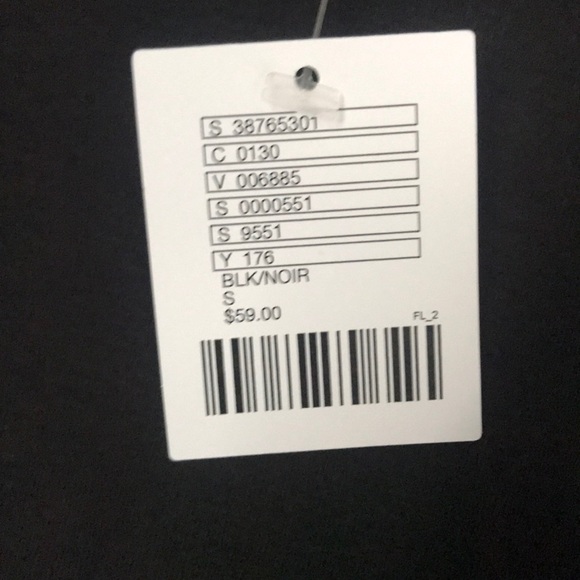 S 38765301
C 0130
V 006885
S 0000551
S 9551
Y 176
BLK/NOIR
S
$59.00
FL_2